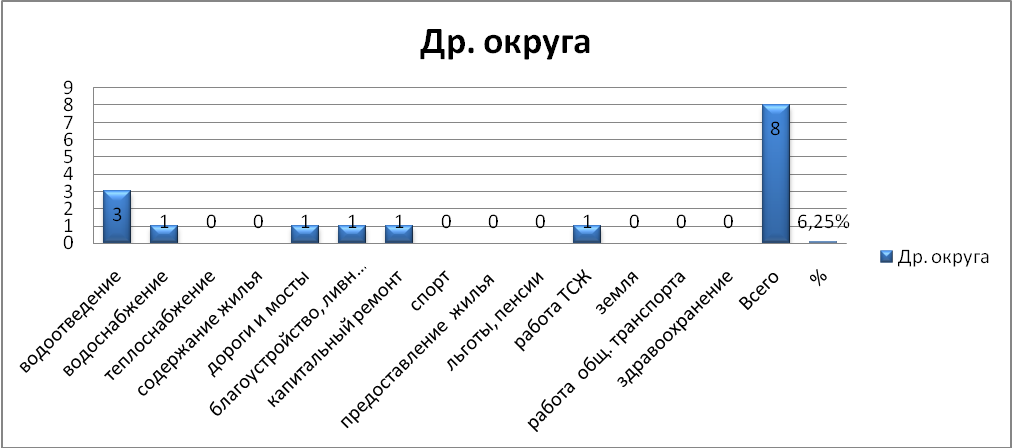 Др. округа
9
8
7
6
5
4
3
2
1
0
3
1
0
0
1
1
1
0
0
0
1
0
0
0
8
6,25%
водоотведение
водоснабжение
теплоснабжение
содержание жилья
дороги и мосты
благоустройство, ливн...
капитальный ремонт
спорт
предоставление жилья
льготы, пенсии
работа ТСЖ
земля
работа общ. транспорта
здравоохранение
Всего
%
Др. округа